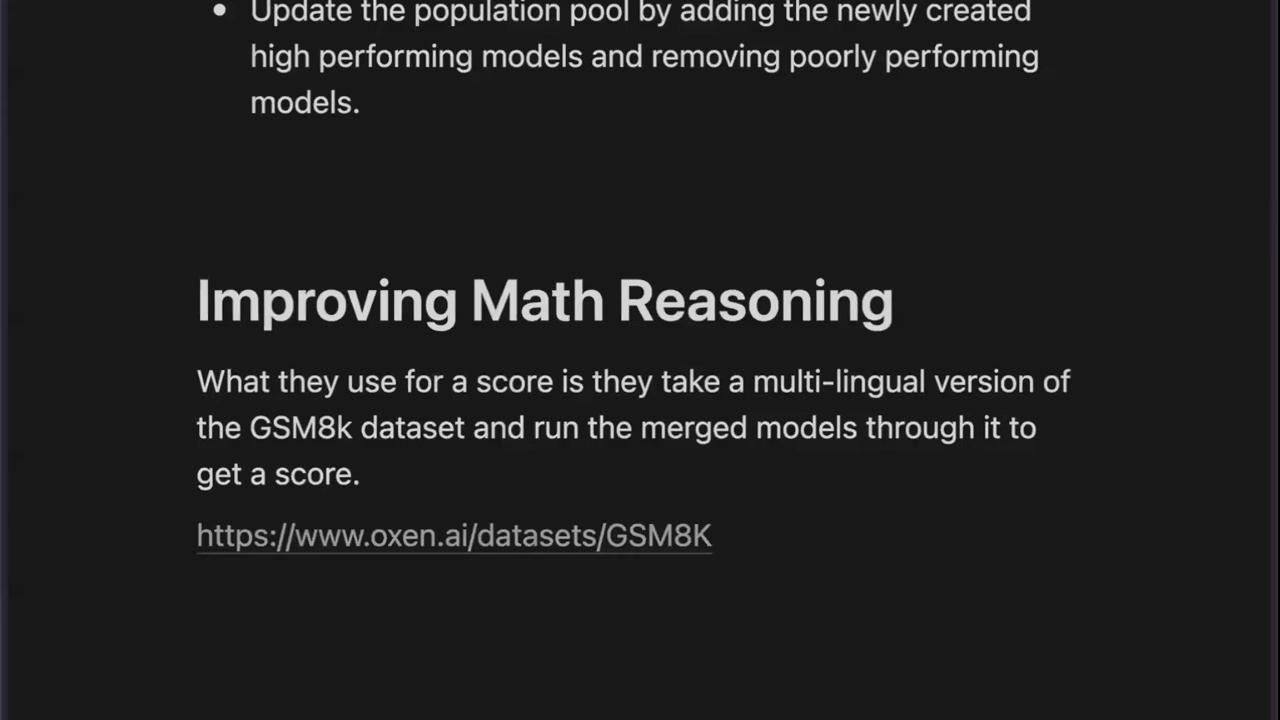 Update the population pool by adding the newly created
high performing models and removing poorly performing
models.
Improving Math Reasoning
What they use for a score is they take a multi-lingual version of
the GSM8k dataset and run the merged models through it to
get a score.
https://www.oxen.ai/datasets/GSM8K